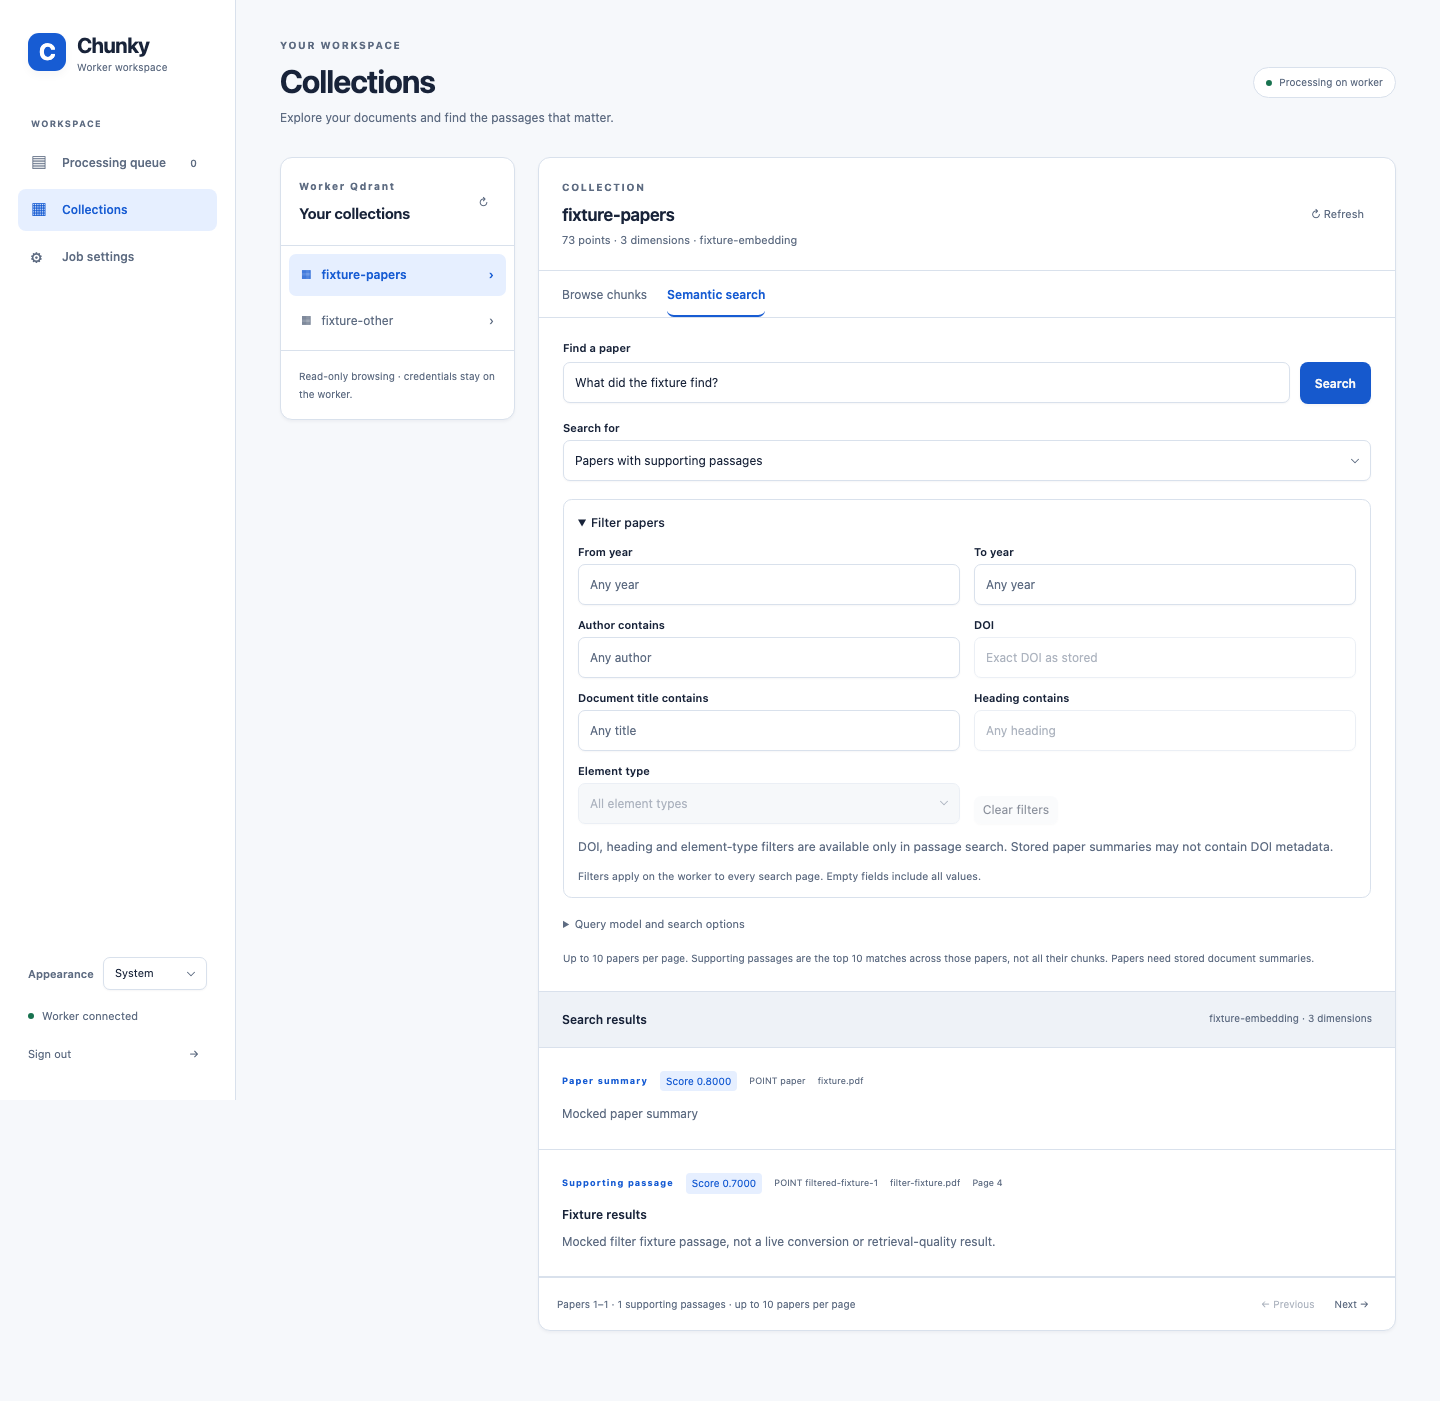 C
Chunky
Worker workspace
WORKSPACE
Processing queue 0
Collections
Job settings
Appearance System
Worker connected
Sign out →
YOUR WORKSPACE
Collections
Explore your documents and find the passages that matter.
Processing on worker
Worker Qdrant
Your collections
↻
fixture-papers ›
fixture-other ›
Read-only browsing · credentials stay on
the worker.
COLLECTION
fixture-papers
73 points · 3 dimensions · fixture-embedding
↻ Refresh
Browse chunks Semantic search
Find a paper
What did the fixture find? Search
Search for
Papers with supporting passages
▼ Filter papers
From year To year
Any year Any year
Author contains DOI
Any author Exact DOI as stored
Document title contains Heading contains
Any title Any heading
Element type
All element types Clear filters
DOI, heading and element-type filters are available only in passage search. Stored paper summaries may not contain DOI metadata.
Filters apply on the worker to every search page. Empty fields include all values.
▶ Query model and search options
Up to 10 papers per page. Supporting passages are the top 10 matches across those papers, not all their chunks. Papers need stored document summaries.
Search results fixture-embedding · 3 dimensions
Paper summary Score 0.8000 POINT paper fixture.pdf
Mocked paper summary
Supporting passage Score 0.7000 POINT filtered-fixture-1 filter-fixture.pdf Page 4
Fixture results
Mocked filter fixture passage, not a live conversion or retrieval-quality result.
Papers 1–1 · 1 supporting passages · up to 10 papers per page ← Previous Next →